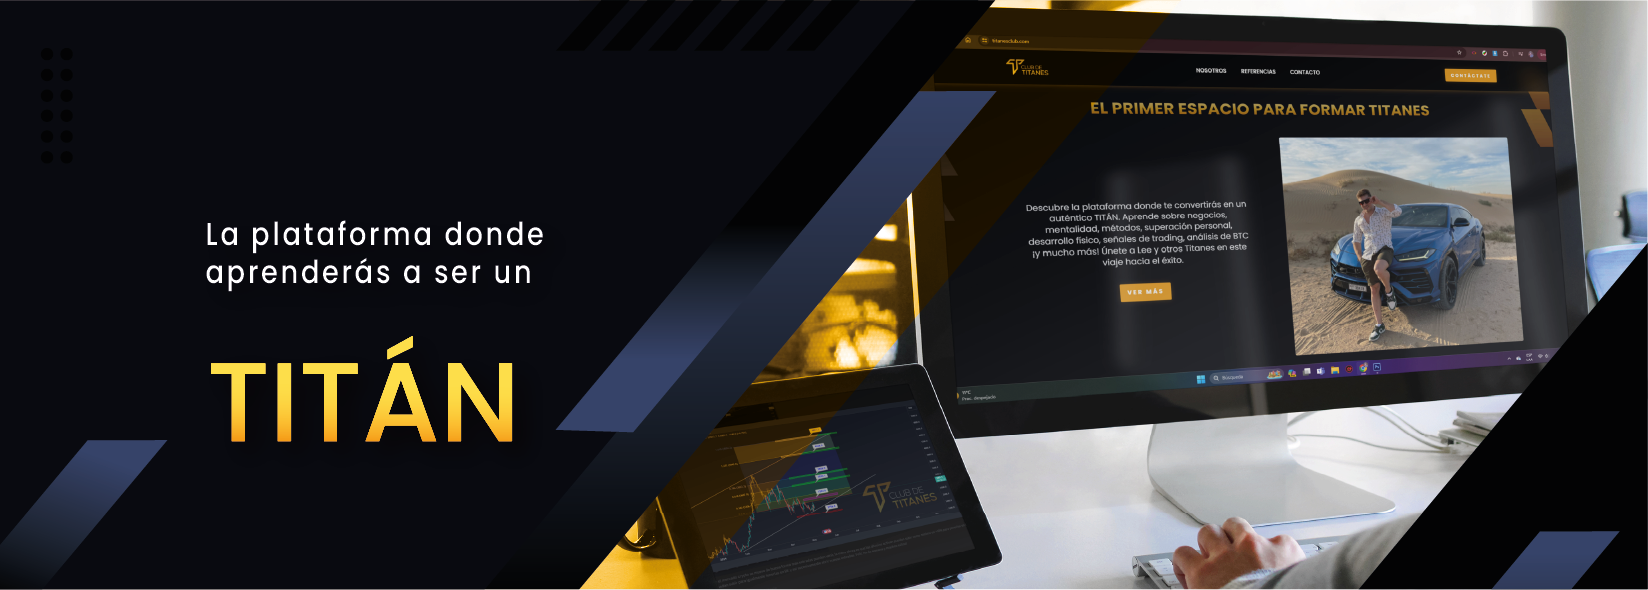 La plataforma donde
aprenderás a ser un
TITÁN
titanesclub.com
CLUB DE
TITANES
NOSOTROS
REFERENCIAS
CONTACTO
CONTÁCTATE
EL PRIMER ESPACIO PARA FORMAR TITANES
Descubre la plataforma donde te convertirás en un
auténtico TITÁN. Aprende sobre negocios,
mentalidad, métodos, superación personal,
desarrollo físico, señales de trading, análisis de BTC
¡y mucho más! Únete a Lee y otros Titanes en este
viaje hacia el éxito.
VER MÁS
Búsqueda
CLUB DE
TITANES